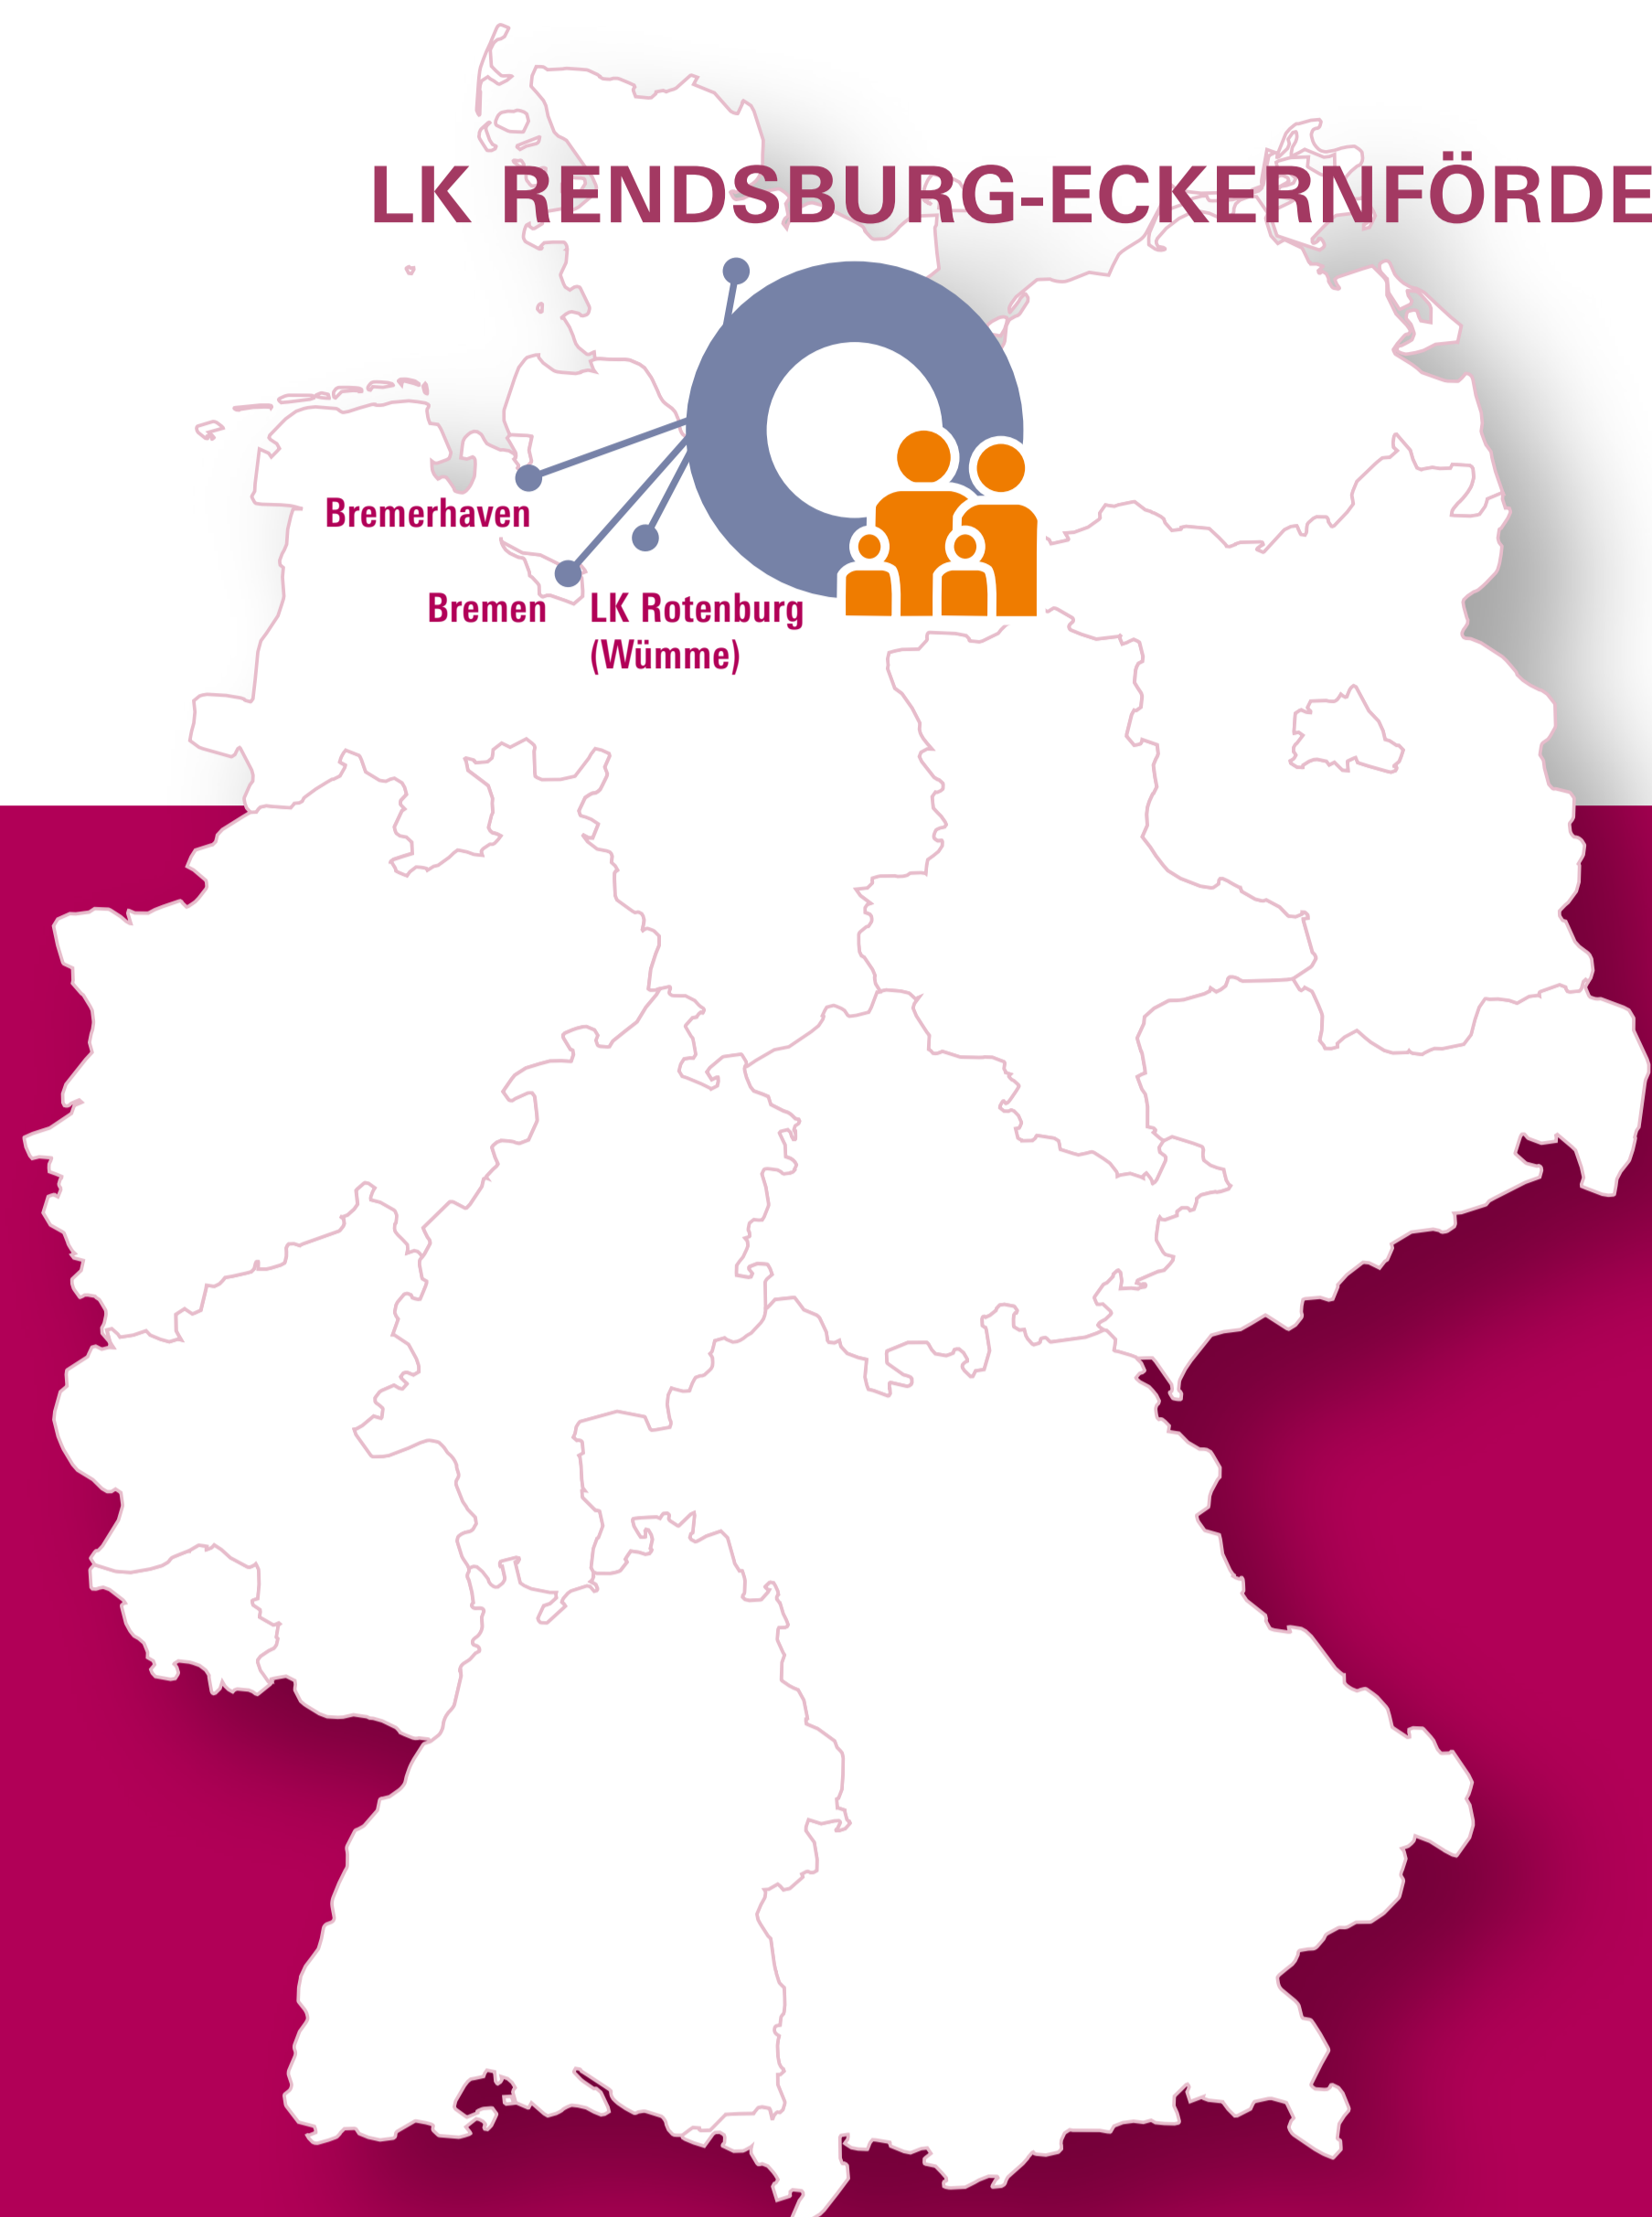 LK RENDSBURG-ECKERNFÖRDE
Bremerhaven
Bremen
LK Rotenburg
(Wümme)